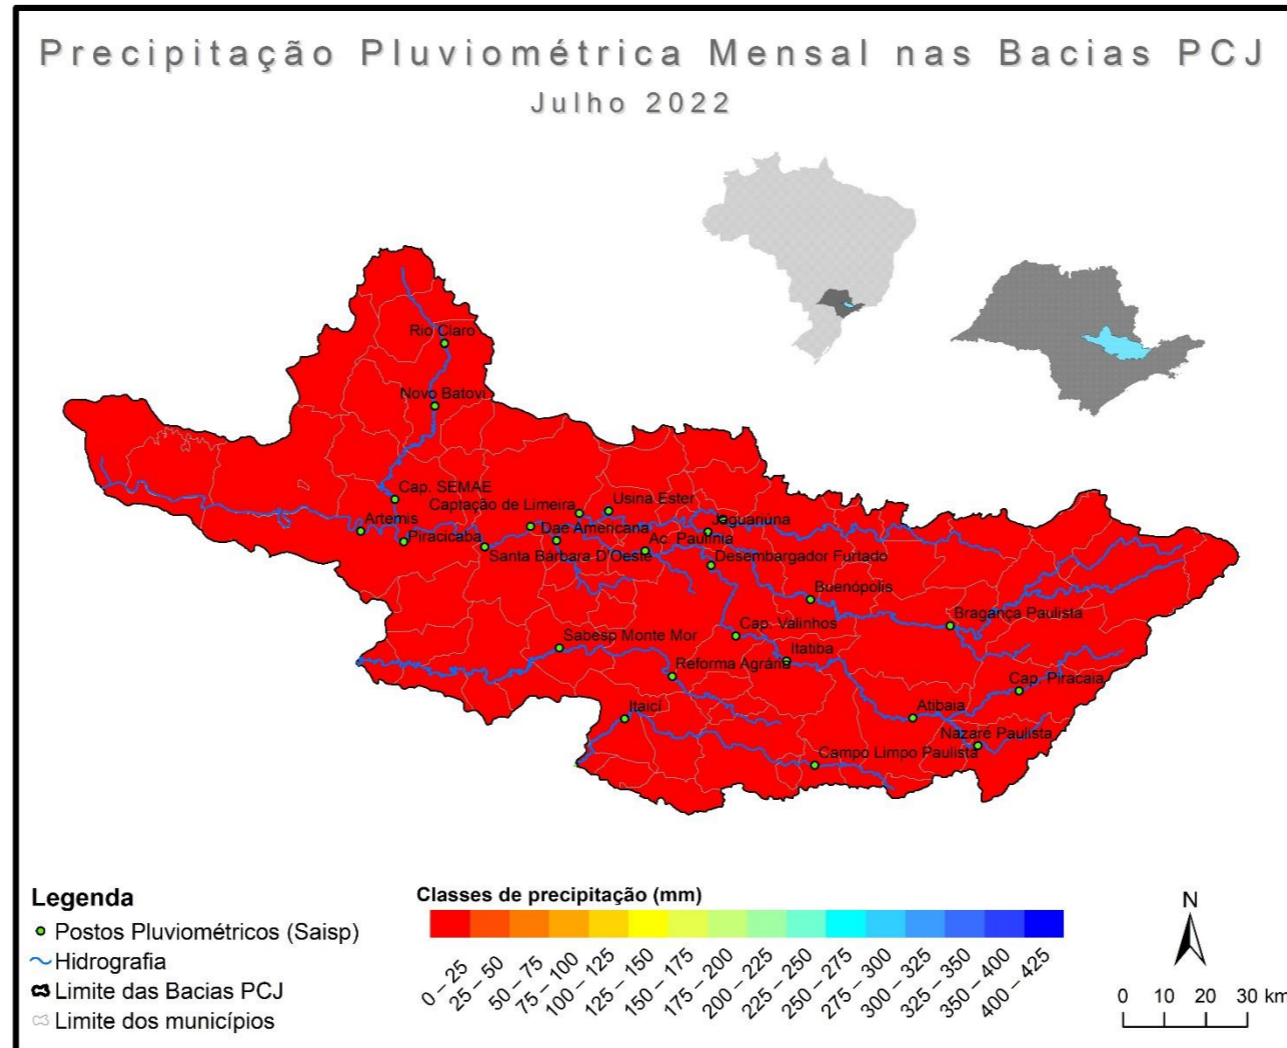 Precipitação Pluviométrica Mensal nas Bacias PCJ
Julho 2022
Rio Claro
Novo Batovi
Cap. SEMAE
Captação de Limeira
Usina Ester
Artemis
Piracicaba
Dae Americana
Jaguariúna
Ac. Paulínia
Santa Bárbara D'Oeste
Desembargador Furtado
Buenópolis
Bragança Paulista
Cap. Valinhos
Sabesp Monte Mor
Itatiba
Reforma Agrária
Cap. Piracaia
Itaici
Atibaia
Nazaré Paulista
Campo Limpo Paulista
Legenda
Postos Pluviométricos (Saisp)
Hidrografia
Limite das Bacias PCJ
Limite dos municípios
Classes de precipitação (mm)
0 – 25
25 – 50
50 – 75
75 – 100
100 – 125
125 – 150
150 – 175
175 – 200
200 – 225
225 – 250
250 – 275
275 – 300
300 – 325
325 – 350
350 – 400
400 – 425
N
0 10 20 30 km